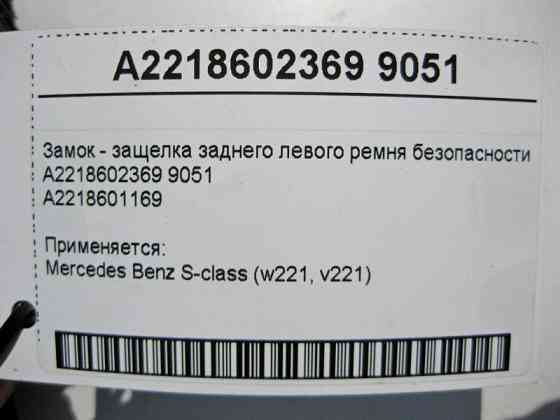 A2218602369 9051
Замок - защелка заднего левого ремня безопасности
A2218602369 9051
A2218601169
Применяется:
Mercedes Benz S-class (w221, v221)